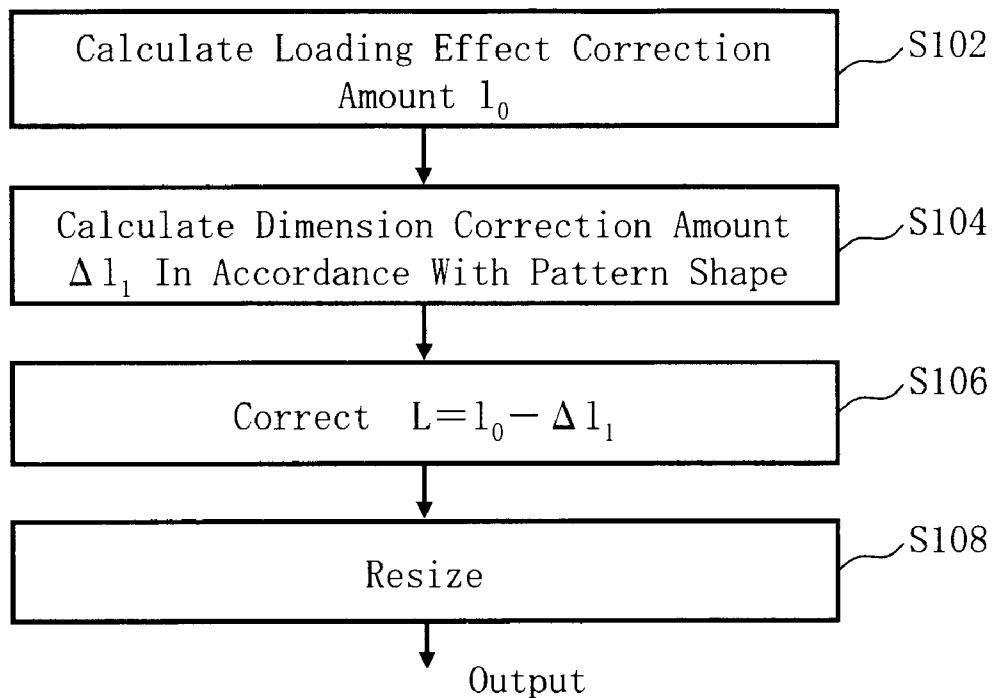 Calculate Loading Effect Correction
Amount l₀
S102
Calculate Dimension Correction Amount
Δl₁ In Accordance With Pattern Shape
S104
Correct L=l₀−Δl₁
S106
Resize
S108
Output